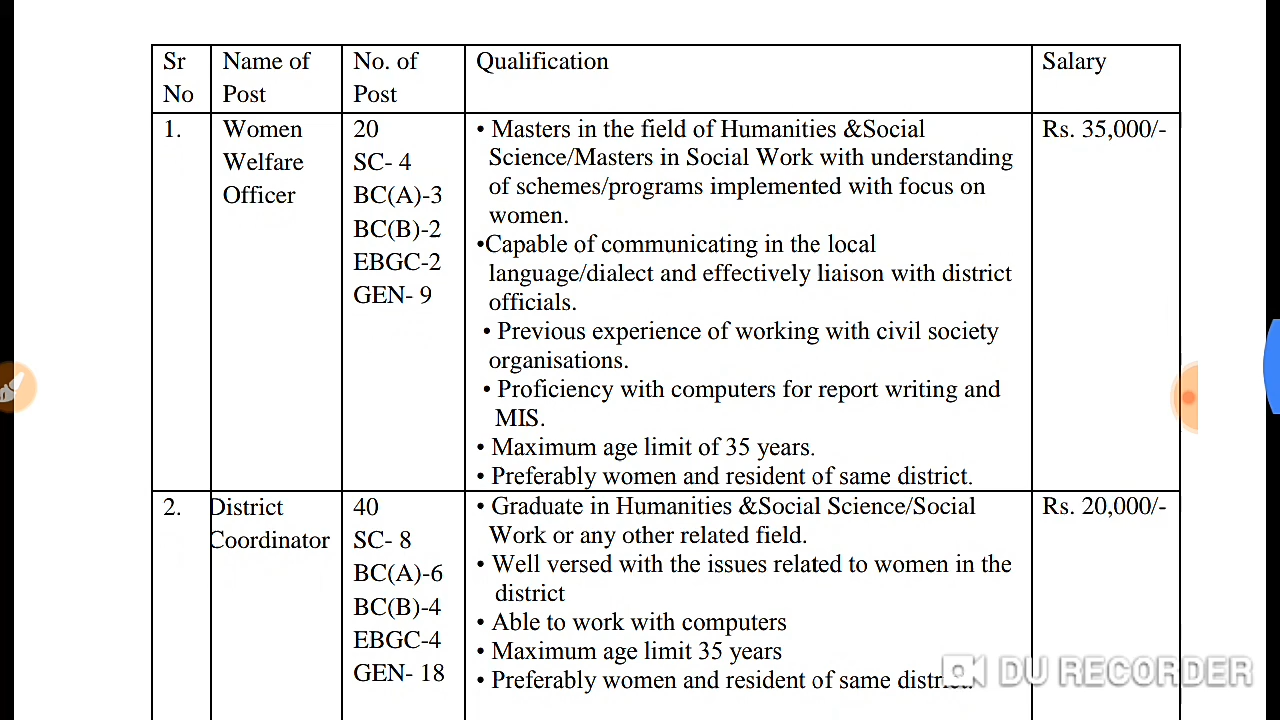 Sr No
Name of Post
No. of Post
Qualification
Salary
1.
Women
Welfare
Officer
20
SC- 4
BC(A)-3
BC(B)-2
EBGC-2
GEN- 9
• Masters in the field of Humanities &Social
Science/Masters in Social Work with understanding
of schemes/programs implemented with focus on
women.
•Capable of communicating in the local
language/dialect and effectively liaison with district
officials.
• Previous experience of working with civil society
organisations.
• Proficiency with computers for report writing and
MIS.
• Maximum age limit of 35 years.
• Preferably women and resident of same district.
Rs. 35,000/-
2.
District
Coordinator
40
SC- 8
BC(A)-6
BC(B)-4
EBGC-4
GEN- 18
• Graduate in Humanities &Social Science/Social
Work or any other related field.
• Well versed with the issues related to women in the
district
• Able to work with computers
• Maximum age limit 35 years
• Preferably women and resident of same district.
Rs. 20,000/-
DU RECORDER